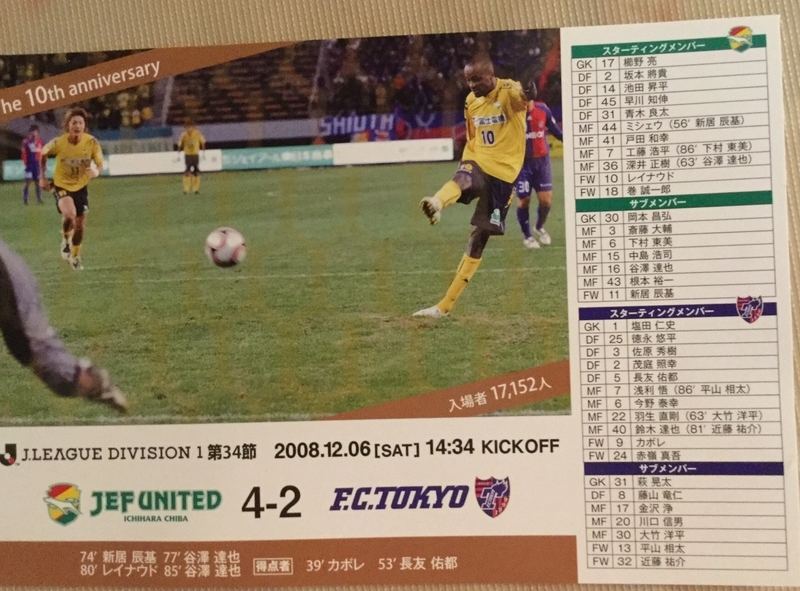 he 10th anniversary
SHIUTH
10
11
30
入場者 17,152人
J.LEAGUE DIVISION 1 第34節 2008.12.06[SAT] 14:34 KICKOFF
JEF UNITED
ICHIHARA CHIBA
4-2
F.C.TOKYO
74’ 新居 辰基 77’ 谷澤 達也
80’ レイナウド 85’ 谷澤 達也
得点者
39’ カボレ 53’ 長友 佑都
スターティングメンバー
GK 17 櫛野 亮
DF 2 坂本 將貴
DF 14 池田 昇平
DF 45 早川 知伸
DF 31 青木 良太
MF 44 ミシェウ(56’ 新居 辰基)
MF 41 戸田 和幸
MF 7 工藤 浩平(86’ 下村 東美)
MF 36 深井 正樹(63’ 谷澤 達也)
FW 10 レイナウド
FW 18 巻 誠一郎
サブメンバー
GK 30 岡本 昌弘
MF 3 斎藤 大輔
MF 6 下村 東美
MF 15 中島 浩司
MF 16 谷澤 達也
MF 43 根本 裕一
FW 11 新居 辰基
スターティングメンバー
GK 1 塩田 仁史
DF 25 徳永 悠平
DF 3 佐原 秀樹
DF 2 茂庭 照幸
DF 5 長友 佑都
MF 7 浅利 悟(86’ 平山 相太)
MF 6 今野 泰幸
MF 22 羽生 直剛(63’ 大竹 洋平)
MF 40 鈴木 達也(81’ 近藤 祐介)
FW 9 カボレ
FW 24 赤嶺 真吾
サブメンバー
GK 31 荻 晃太
DF 8 藤山 竜仁
MF 17 金沢 浄
MF 20 川口 信男
MF 30 大竹 洋平
FW 13 平山 相太
FW 32 近藤 祐介